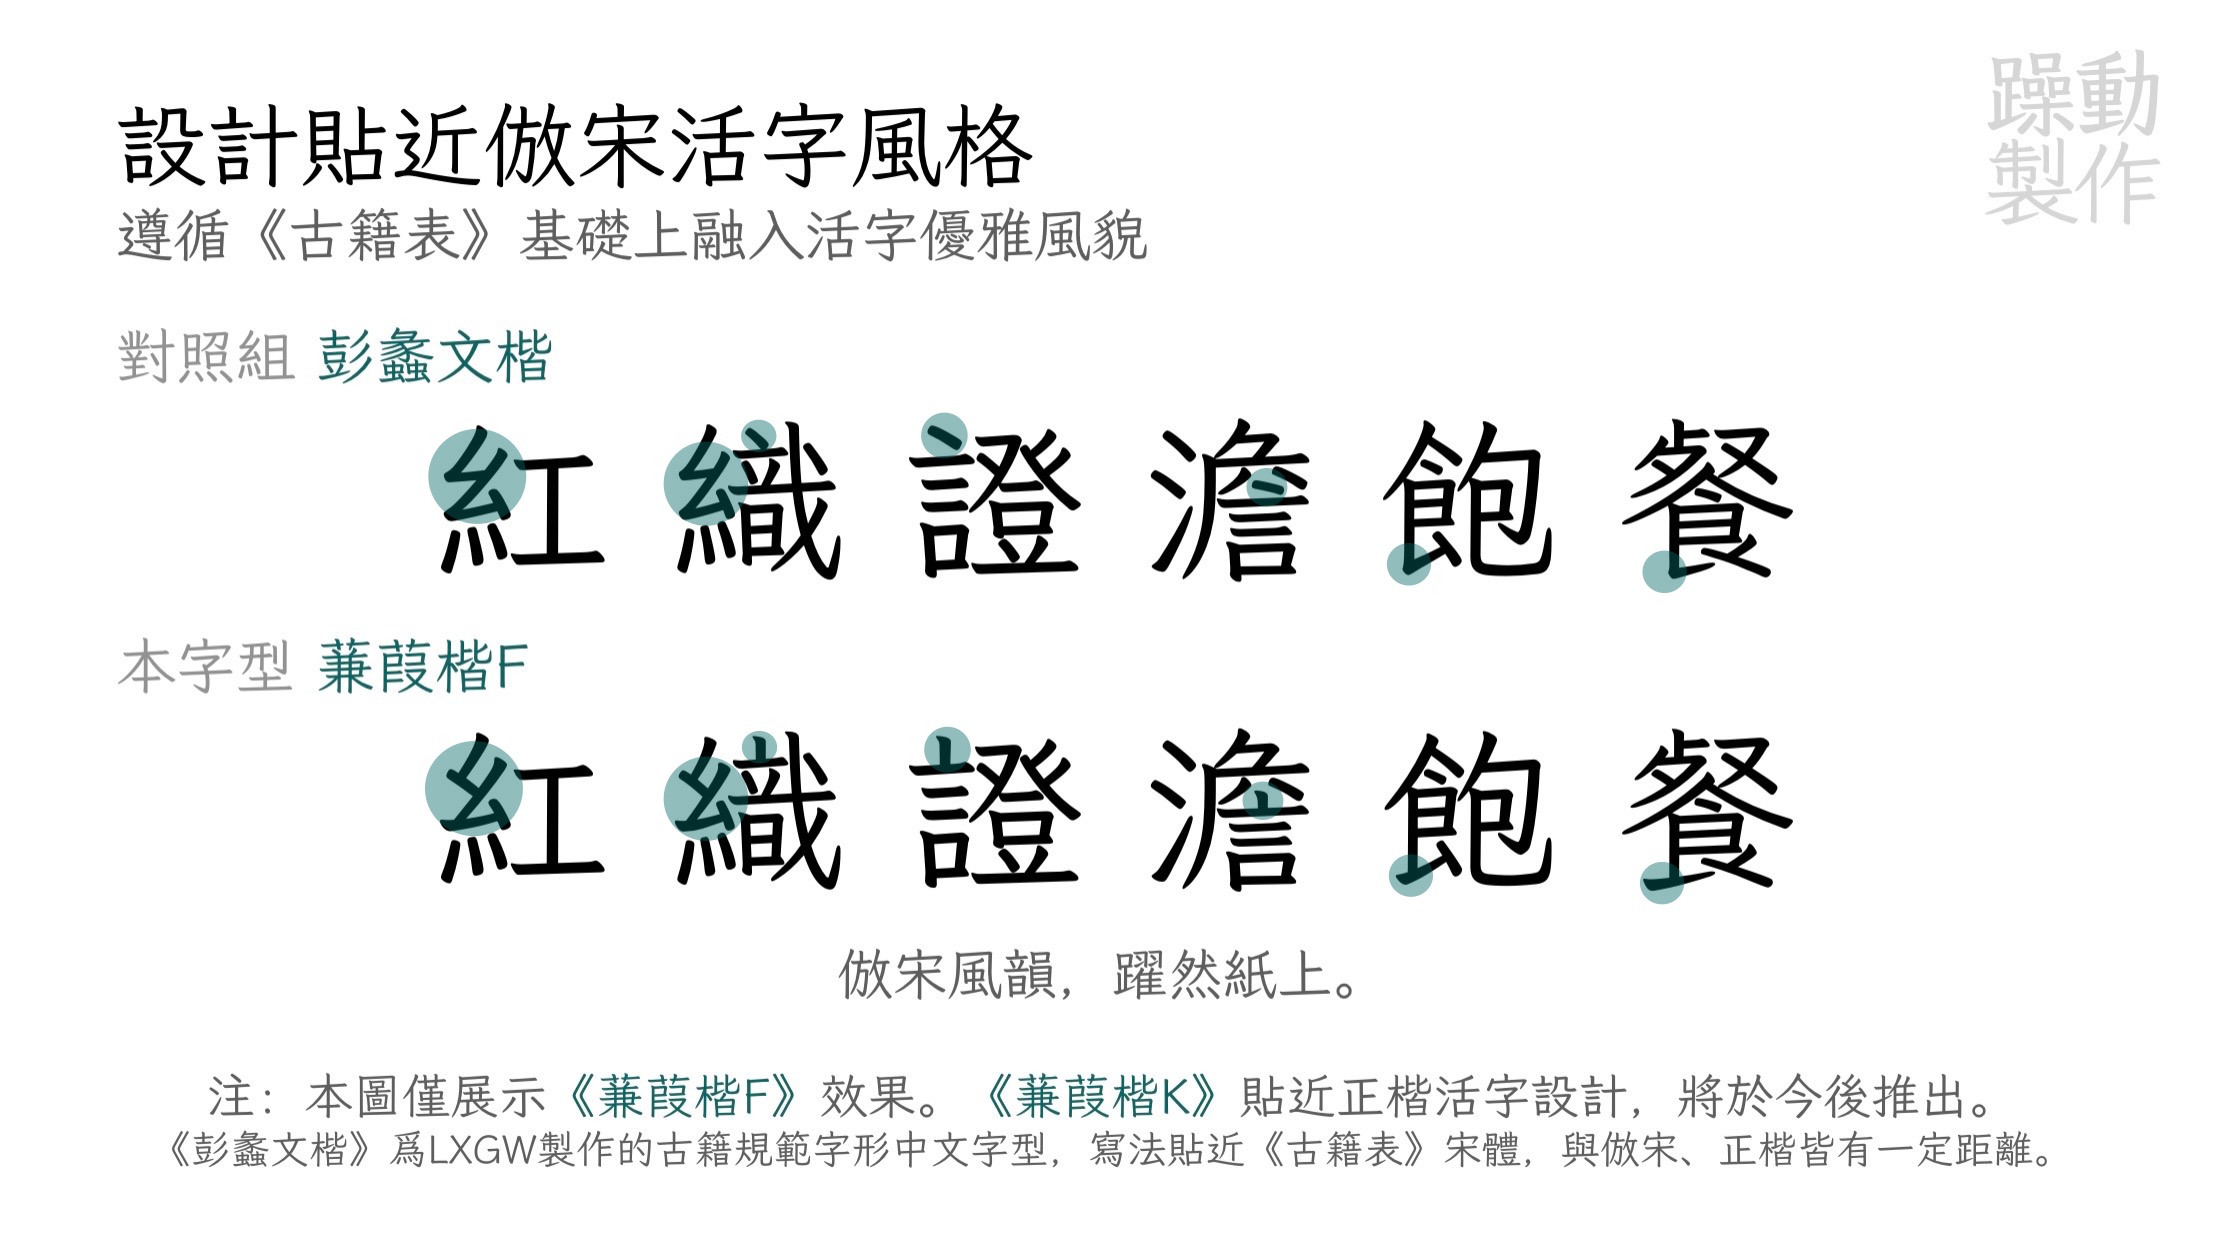 設計貼近倣宋活字風格
遵循《古籍表》基礎上融入活字優雅風貌
躁動
製作
對照組 彭蠡文楷
紅 織 證 澹 飽 餐
本字型 蒹葭楷F
紅 織 證 澹 飽 餐
倣宋風韻，躍然紙上。
注：本圖僅展示《蒹葭楷F》效果。《蒹葭楷K》貼近正楷活字設計，將於今後推出。
《彭蠡文楷》爲LXGW製作的古籍規範字形中文字型，寫法貼近《古籍表》宋體，與倣宋、正楷皆有一定距離。